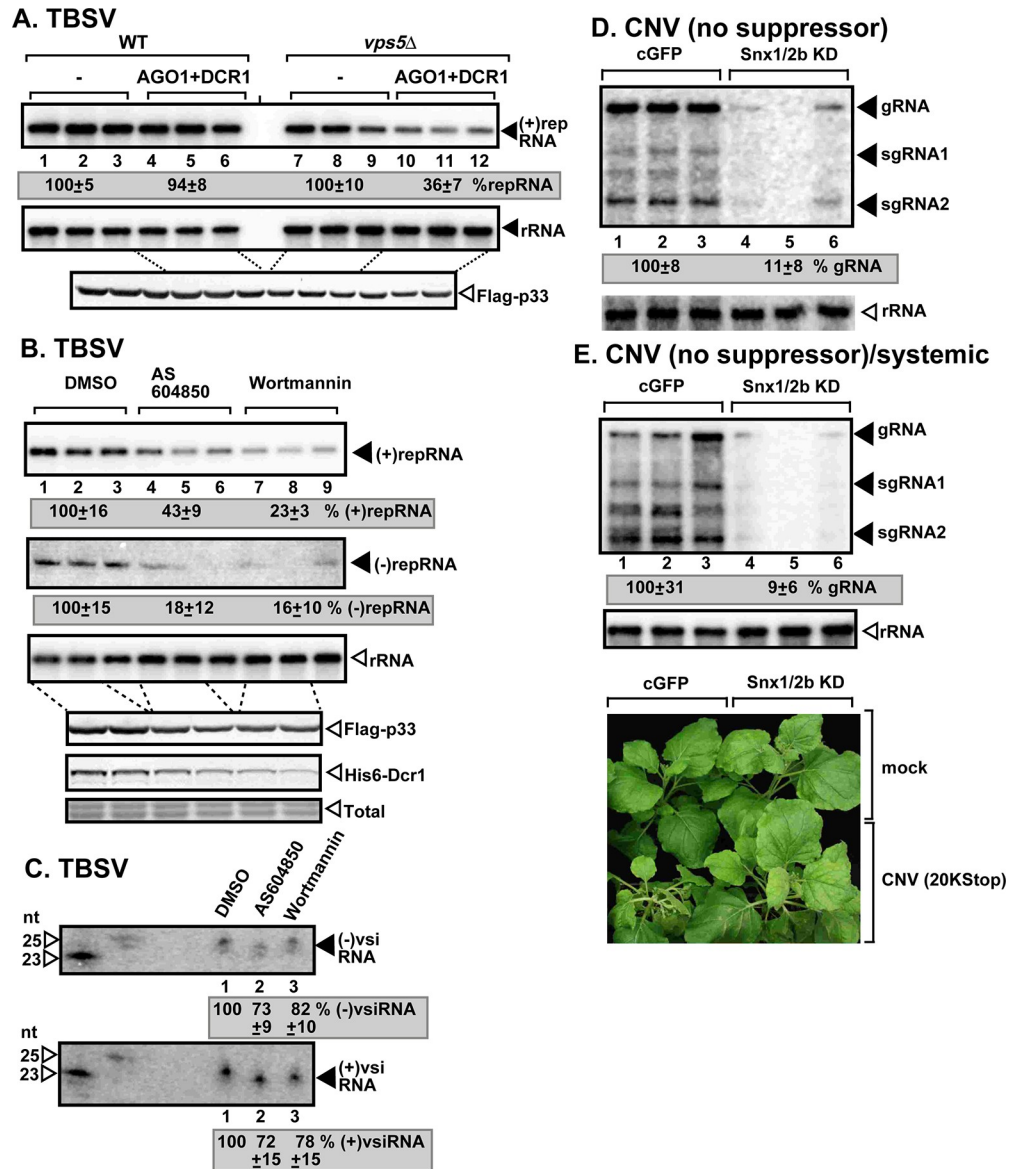 A. TBSV
WT
vps5Δ
-
AGO1+DCR1
-
AGO1+DCR1
(+)rep
RNA
1 2 3 4 5 6 7 8 9 10 11 12
100±5 94±8 100±10 36±7 %repRNA
rRNA
Flag-p33
B. TBSV
DMSO
AS
604850
Wortmannin
(+)repRNA
1 2 3 4 5 6 7 8 9
100±16 43±9 23±3 % (+)repRNA
(-)repRNA
100±15 18±12 16±10 % (-)repRNA
rRNA
Flag-p33
His6-Dcr1
Total
C. TBSV
DMSO
AS604850
Wortmannin
nt
25
23
(-)vsi
RNA
1 2 3
100 73 82 % (-)vsiRNA
±9 ±10
nt
25
23
(+)vsi
RNA
1 2 3
100 72 78 % (+)vsiRNA
±15 ±15
D. CNV (no suppressor)
cGFP
Snx1/2b KD
gRNA
sgRNA1
sgRNA2
1 2 3 4 5 6
100±8 11±8 % gRNA
rRNA
E. CNV (no suppressor)/systemic
cGFP
Snx1/2b KD
gRNA
sgRNA1
sgRNA2
1 2 3 4 5 6
100±31 9±6 % gRNA
rRNA
cGFP
Snx1/2b KD
mock
CNV (20KStop)